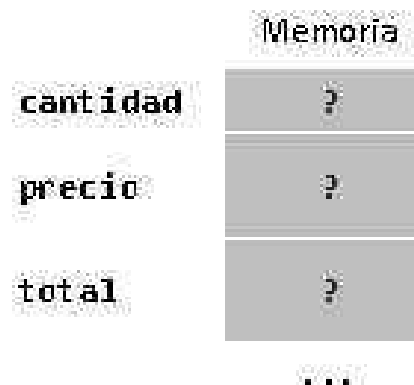 Memoria
cantidad ?
precio ?
total ?
...